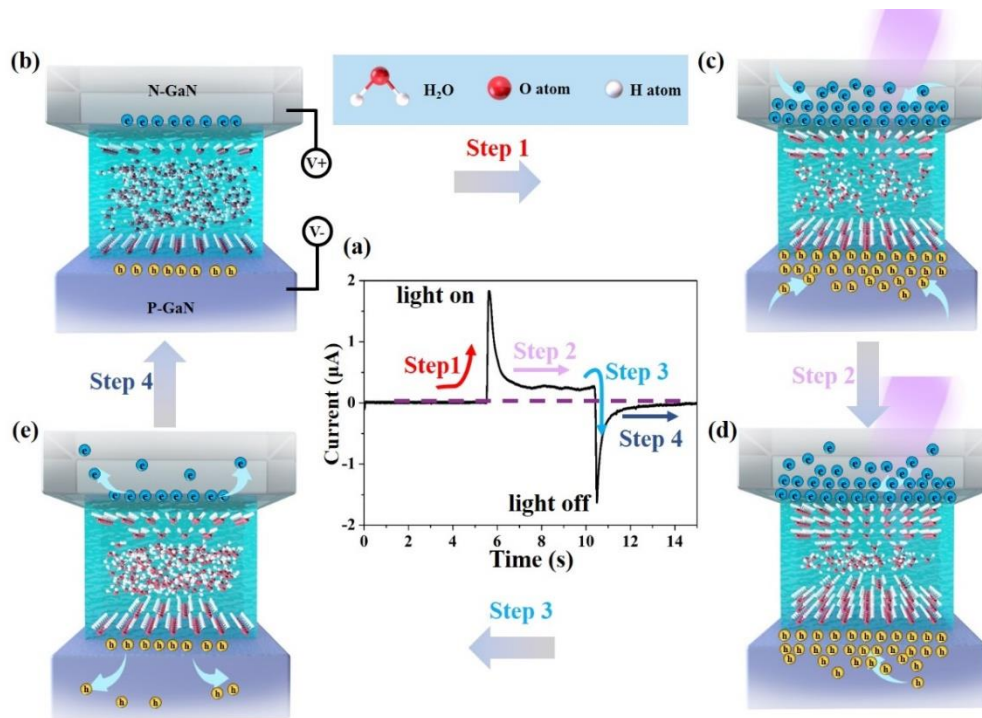 (b)
N-GaN
V+
V-
P-GaN
H₂O
O atom
H atom
Step 1
(c)
e
h
(a)
light on
Step1
Step 2
Step 3
Step 4
light off
Current (μA)
2
1
0
-1
-2
0 2 4 6 8 10 12 14
Time (s)
Step 2
(d)
Step 3
Step 4
(e)